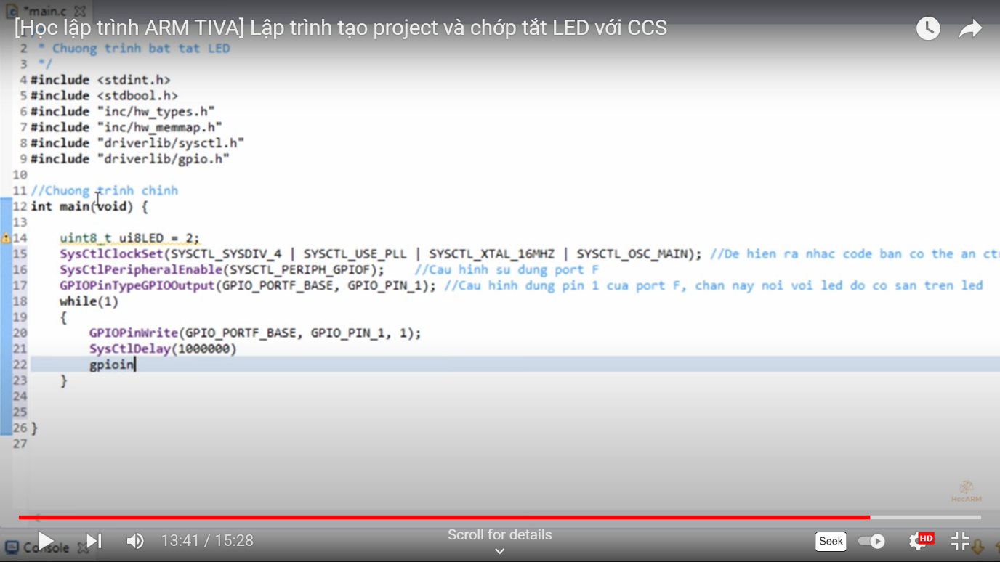 *main.c
[Học lập trình ARM TIVA] Lập trình tạo project và chớp tắt LED với CCS
2 * Chuong trinh bat tat LED
3 */
4 #include <stdint.h>
5 #include <stdbool.h>
6 #include "inc/hw_types.h"
7 #include "inc/hw_memmap.h"
8 #include "driverlib/sysctl.h"
9 #include "driverlib/gpio.h"
10
11 //Chuong trinh chinh
12 int main(void) {
13
14 uint8_t ui8LED = 2;
15 SysCtlClockSet(SYSCTL_SYSDIV_4 | SYSCTL_USE_PLL | SYSCTL_XTAL_16MHZ | SYSCTL_OSC_MAIN); //De hien ra nhac code ban co the an ct
16 SysCtlPeripheralEnable(SYSCTL_PERIPH_GPIOF); //Cau hinh su dung port F
17 GPIOPinTypeGPIOOutput(GPIO_PORTF_BASE, GPIO_PIN_1); //Cau hinh dung pin 1 cua port F, chan nay noi voi led do co san tren led
18 while(1)
19 {
20 GPIOPinWrite(GPIO_PORTF_BASE, GPIO_PIN_1, 1);
21 SysCtlDelay(1000000)
22 gpioin
23 }
24
25
26 }
27
HocARM
13:41 / 15:28
Scroll for details
Seek
HD
Console